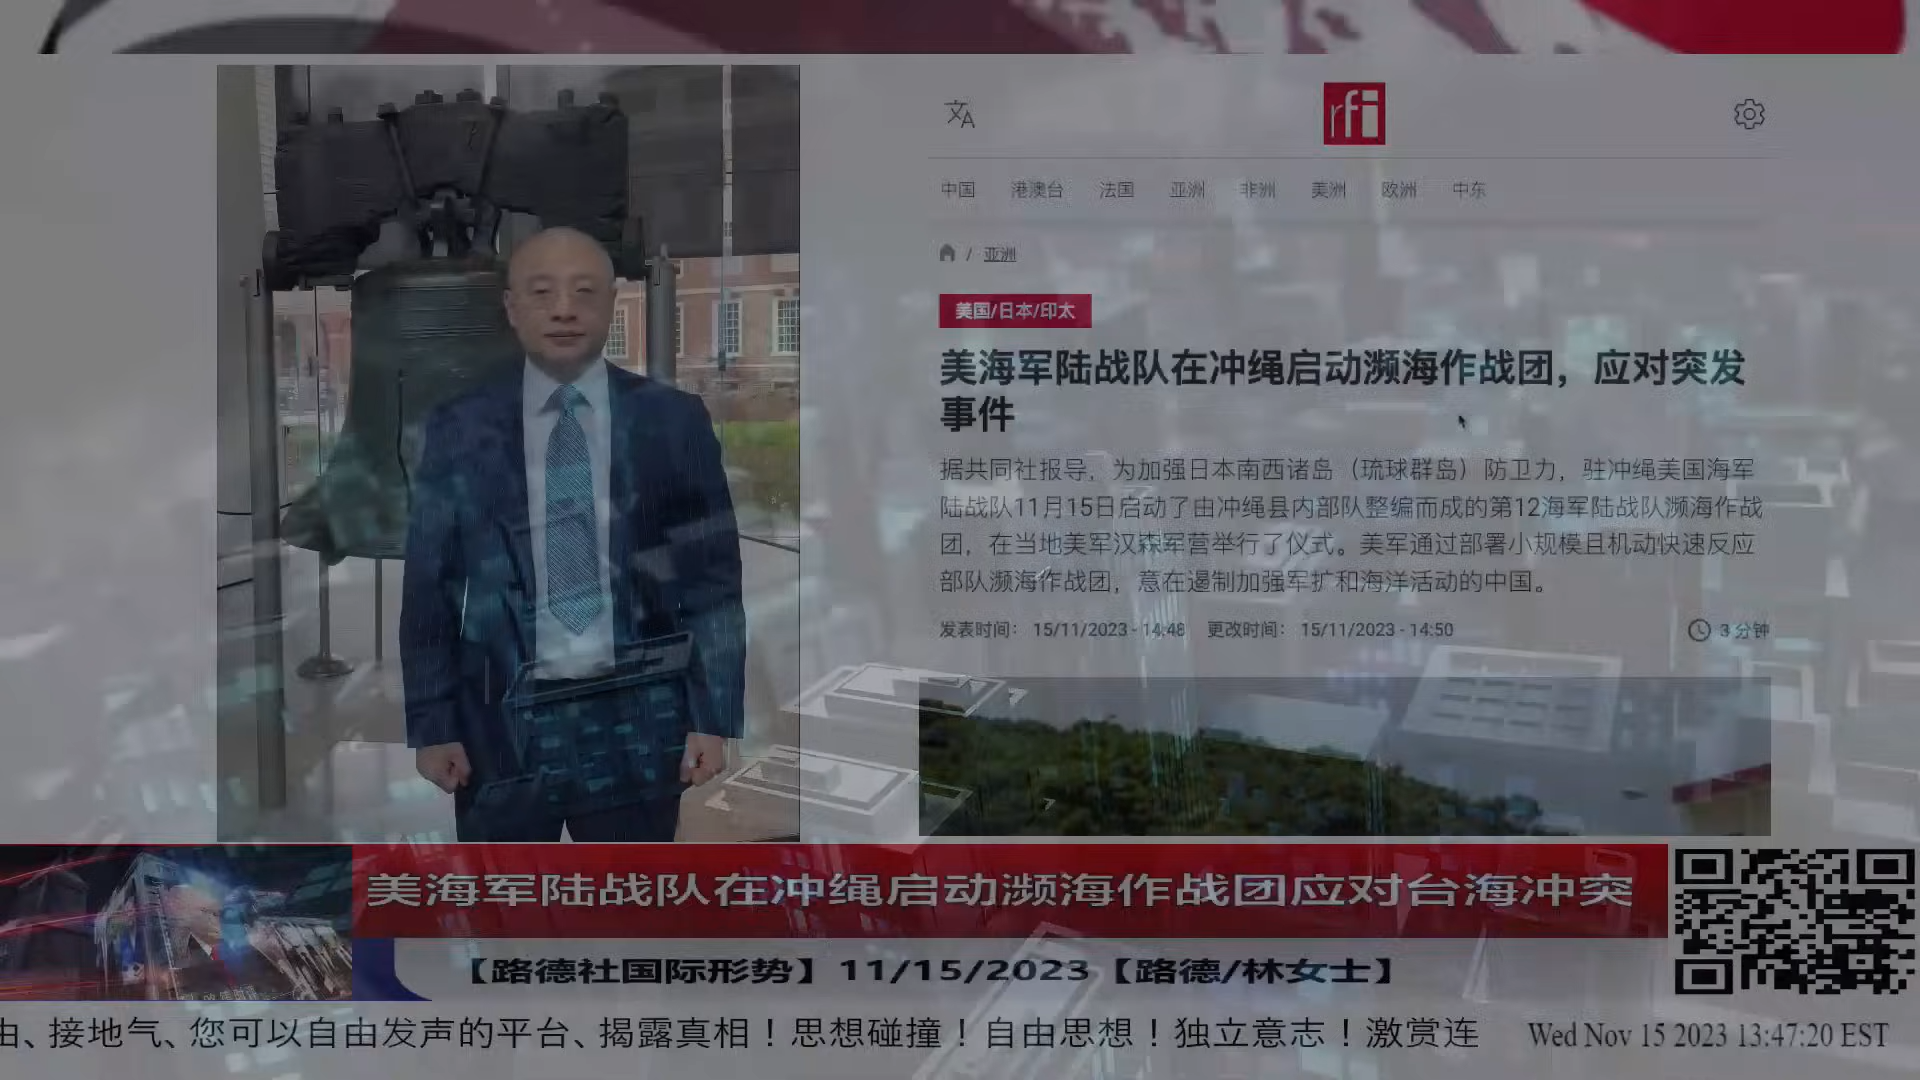 rfi
中国 港澳台 法国 亚洲 非洲 美洲 欧洲 中东
/ 亚洲
美国/日本/印太
美海军陆战队在冲绳启动濒海作战团，应对突发
事件
据共同社报导，为加强日本南西诸岛（琉球群岛）防卫力，驻冲绳美国海军
陆战队11月15日启动了由冲绳县内部队整编而成的第12海军陆战队濒海作战
团，在当地美军汉森军营举行了仪式。美军通过部署小规模且机动快速反应
部队濒海作战团，意在遏制加强军扩和海洋活动的中国。
发表时间： 15/11/2023 - 14:48 更改时间： 15/11/2023 - 14:50 3 分钟
美海军陆战队在冲绳启动濒海作战团应对台海冲突
【路德社国际形势】11/15/2023【路德/林女士】
由、接地气、您可以自由发声的平台、揭露真相！思想碰撞！自由思想！独立意志！激赏连
Wed Nov 15 2023 13:47:20 EST